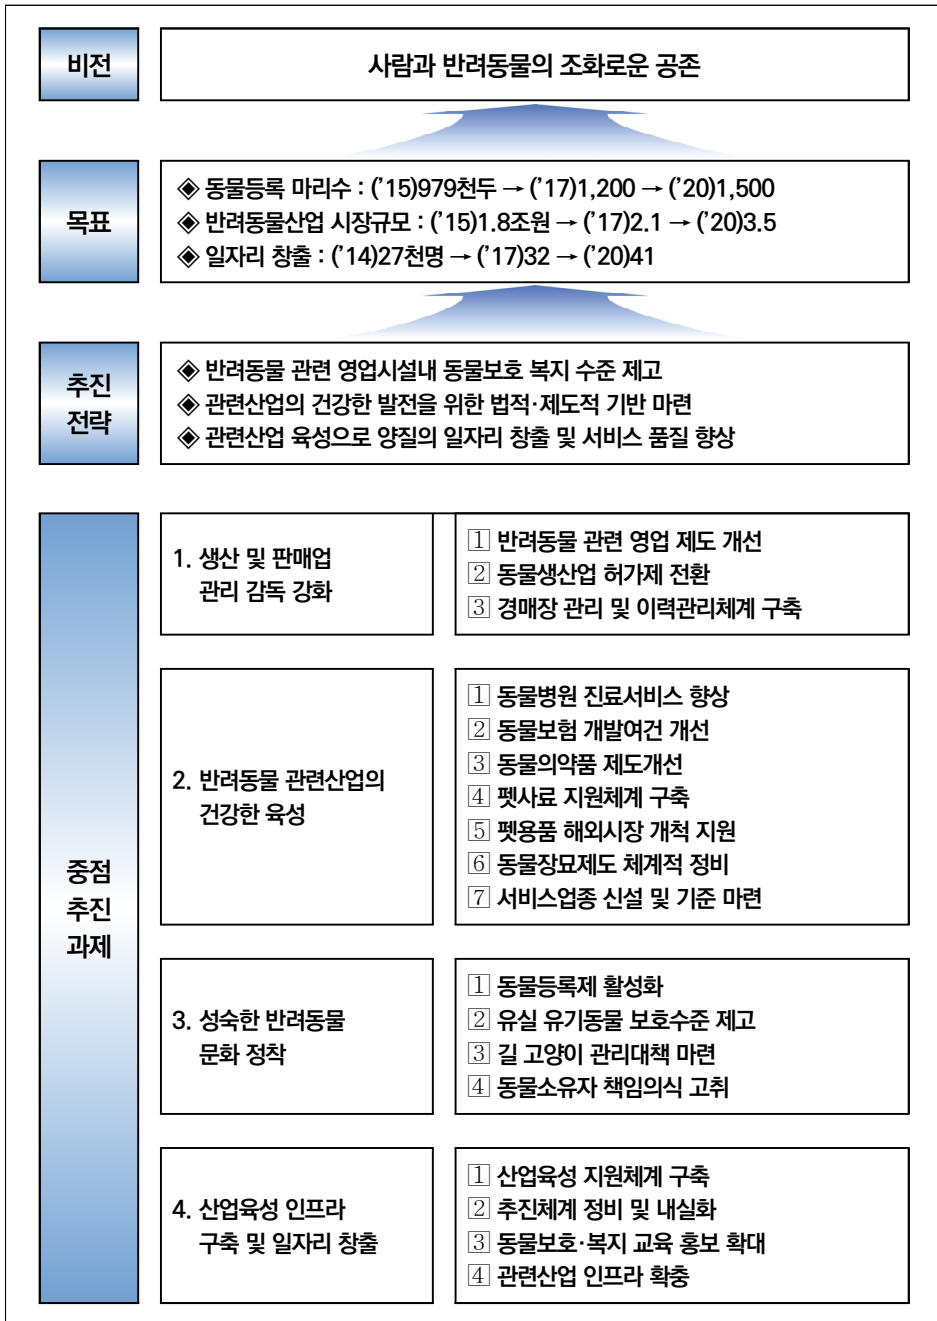 비전
사람과 반려동물의 조화로운 공존
목표
◈ 동물등록 마리수 : (’15)979천두 → (’17)1,200 → (’20)1,500
◈ 반려동물산업 시장규모 : (’15)1.8조원 → (’17)2.1 → (’20)3.5
◈ 일자리 창출 : (’14)27천명 → (’17)32 → (’20)41
추진
전략
◈ 반려동물 관련 영업시설내 동물보호 복지 수준 제고
◈ 관련산업의 건강한 발전을 위한 법적·제도적 기반 마련
◈ 관련산업 육성으로 양질의 일자리 창출 및 서비스 품질 향상
중점
추진
과제
1. 생산 및 판매업
관리 감독 강화
1 반려동물 관련 영업 제도 개선
2 동물생산업 허가제 전환
3 경매장 관리 및 이력관리체계 구축
2. 반려동물 관련산업의
건강한 육성
1 동물병원 진료서비스 향상
2 동물보험 개발여건 개선
3 동물의약품 제도개선
4 펫사료 지원체계 구축
5 펫용품 해외시장 개척 지원
6 동물장묘제도 체계적 정비
7 서비스업종 신설 및 기준 마련
3. 성숙한 반려동물
문화 정착
1 동물등록제 활성화
2 유실 유기동물 보호수준 제고
3 길 고양이 관리대책 마련
4 동물소유자 책임의식 고취
4. 산업육성 인프라
구축 및 일자리 창출
1 산업육성 지원체계 구축
2 추진체계 정비 및 내실화
3 동물보호·복지 교육 홍보 확대
4 관련산업 인프라 확충